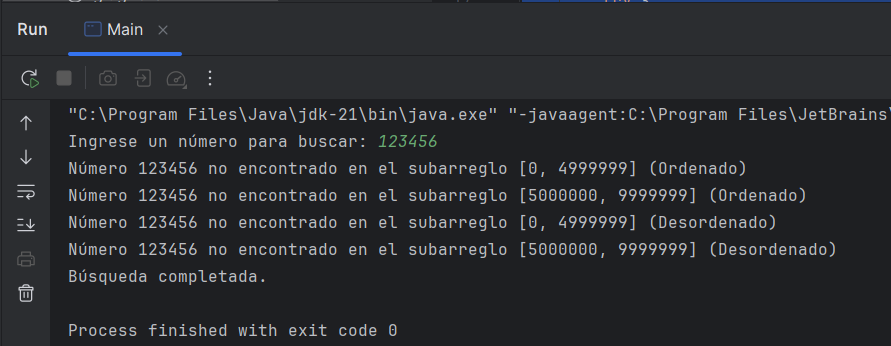 Run Main
"C:\Program Files\Java\jdk-21\bin\java.exe" "-javaagent:C:\Program Files\JetBrains\
Ingrese un número para buscar: 123456
Número 123456 no encontrado en el subarreglo [0, 4999999] (Ordenado)
Número 123456 no encontrado en el subarreglo [5000000, 9999999] (Ordenado)
Número 123456 no encontrado en el subarreglo [0, 4999999] (Desordenado)
Número 123456 no encontrado en el subarreglo [5000000, 9999999] (Desordenado)
Búsqueda completada.
Process finished with exit code 0